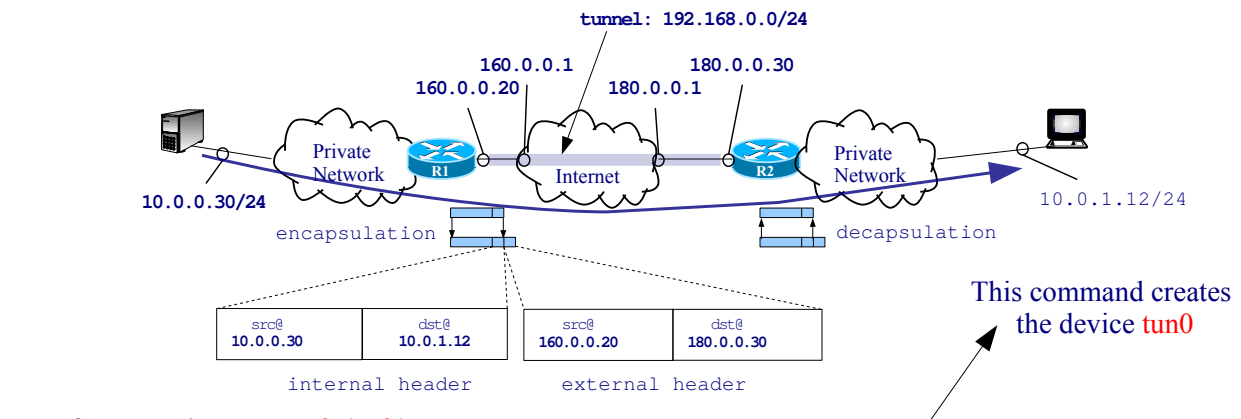 tunnel: 192.168.0.0/24
160.0.0.1
180.0.0.30
160.0.0.20
180.0.0.1
Private
Network
R1
Internet
R2
Private
Network
10.0.0.30/24
10.0.1.12/24
encapsulation
decapsulation
This command creates
the device tun0
src@
10.0.0.30
dst@
10.0.1.12
src@
160.0.0.20
dst@
180.0.0.30
internal header
external header